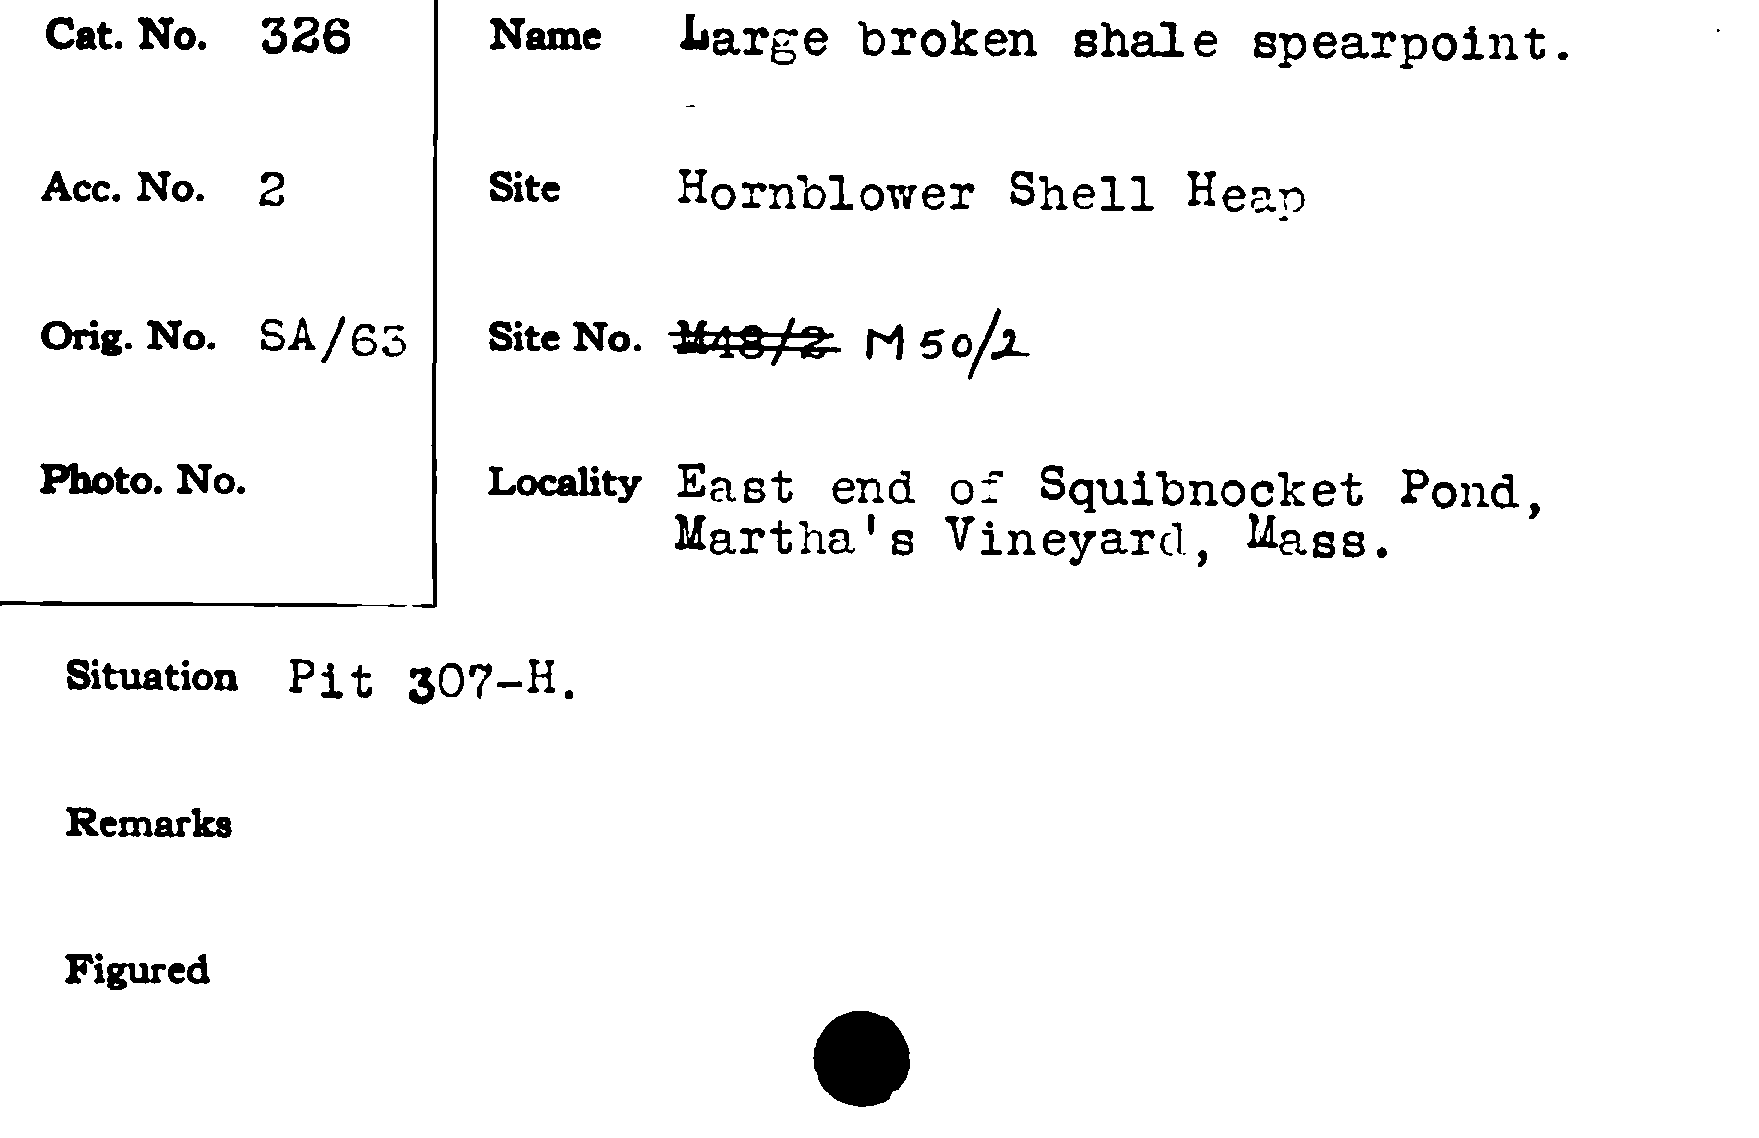 Cat. No. 326 Name Large broken shale spearpoint.
Acc. No. 2 Site Hornblower Shell Heap
Orig. No. SA/63 Site No. M48/2 M50/2
Photo. No. Locality East end of Squibnocket Pond,
Martha's Vineyard, Mass.
Situation Pit 307-H.
Remarks
Figured